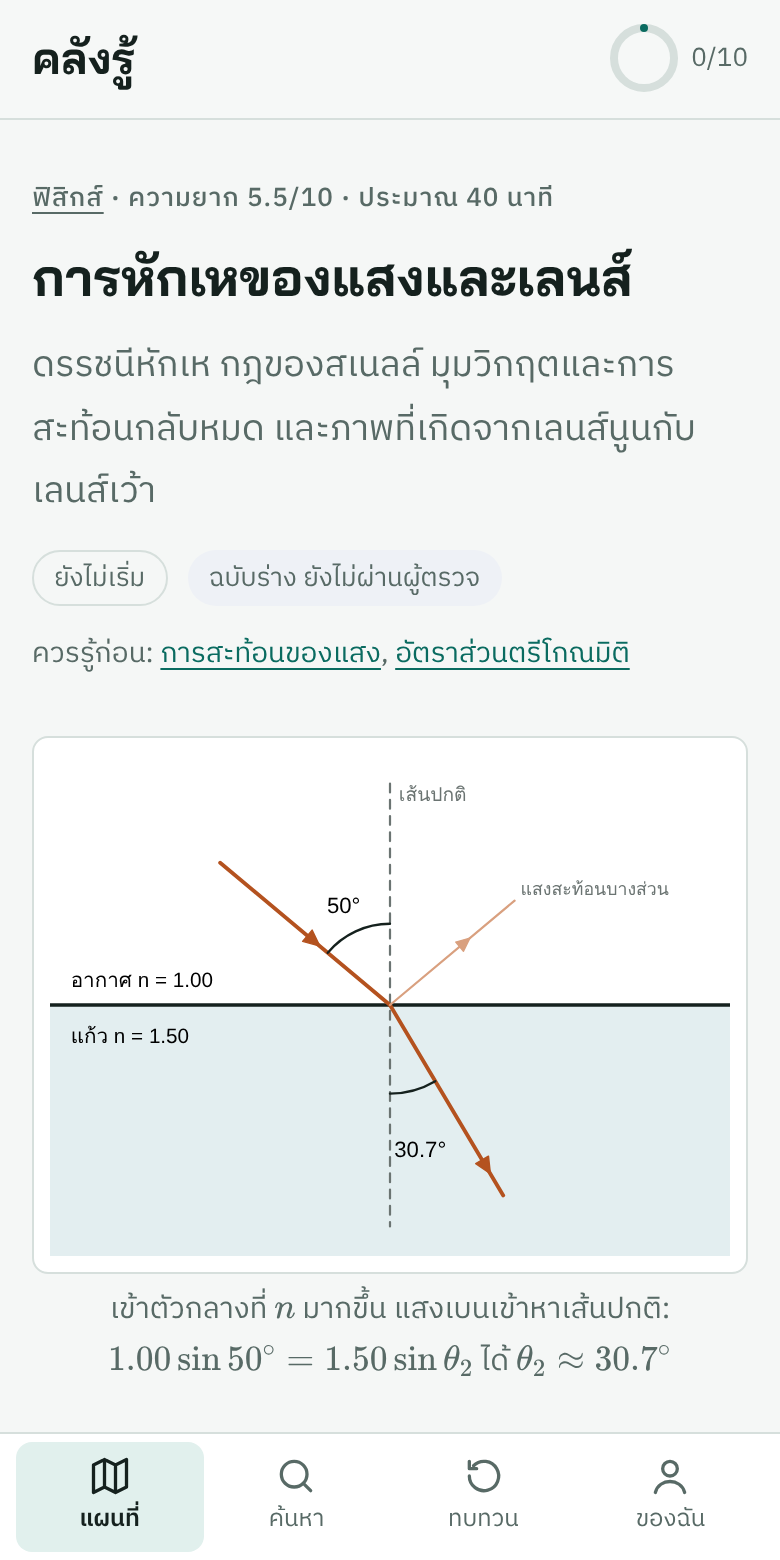 คลังรู้
0/10
ฟิสิกส์ · ความยาก 5.5/10 · ประมาณ 40 นาที
การหักเหของแสงและเลนส์
ดรรชนีหักเห กฎของสเนลล์ มุมวิกฤตและการ
สะท้อนกลับหมด และภาพที่เกิดจากเลนส์นูนกับ
เลนส์เว้า
ยังไม่เริ่ม
ฉบับร่าง ยังไม่ผ่านผู้ตรวจ
ควรรู้ก่อน: การสะท้อนของแสง, อัตราส่วนตรีโกณมิติ
เส้นปกติ
แสงสะท้อนบางส่วน
50°
อากาศ n = 1.00
แก้ว n = 1.50
30.7°
เข้าตัวกลางที่ n มากขึ้น แสงเบนเข้าหาเส้นปกติ:
1.00 sin 50° = 1.50 sin θ₂ ได้ θ₂ ≈ 30.7°
แผนที่
ค้นหา
ทบทวน
ของฉัน